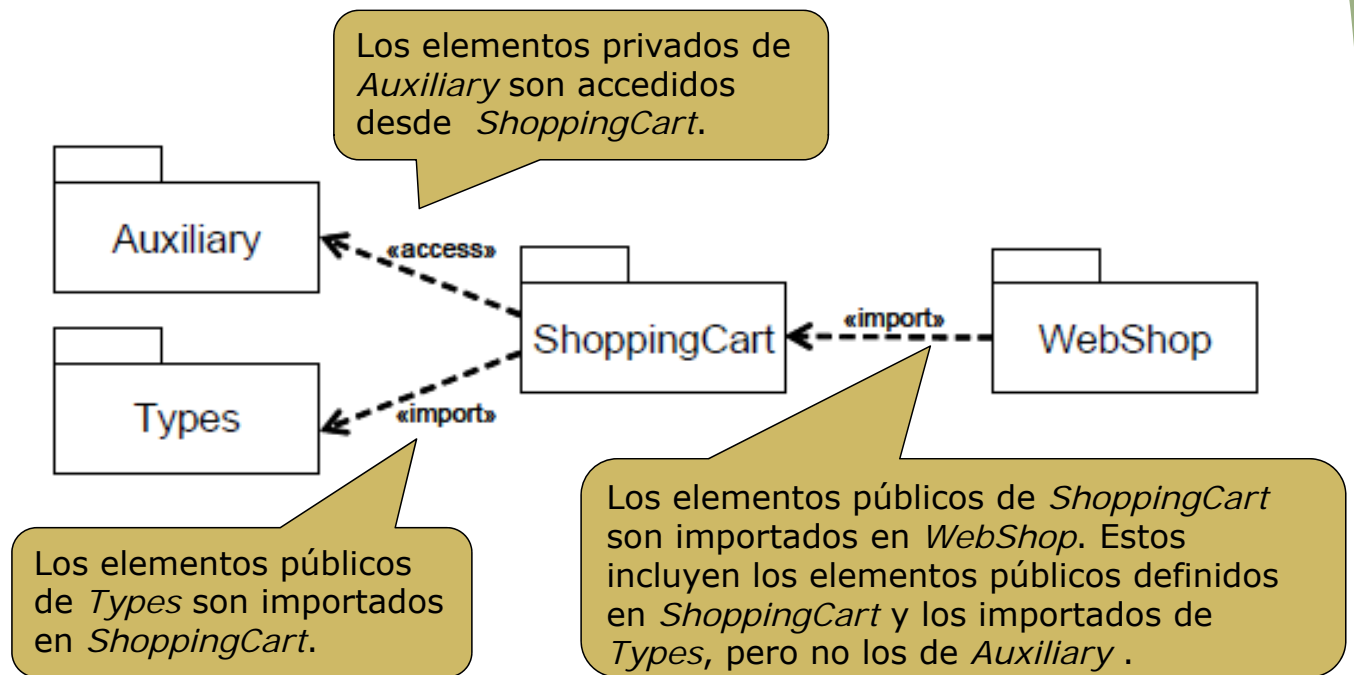 Los elementos privados de
Auxiliary son accedidos
desde ShoppingCart.
Auxiliary
«access»
ShoppingCart
«import»
WebShop
Types
«import»
Los elementos públicos
de Types son importados
en ShoppingCart.
Los elementos públicos de ShoppingCart
son importados en WebShop. Estos
incluyen los elementos públicos definidos
en ShoppingCart y los importados de
Types, pero no los de Auxiliary .